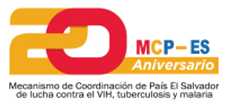 20 MCP-ES
Aniversario
Mecanismo de Coordinación de País El Salvador
de lucha contra el VIH, tuberculosis y malaria